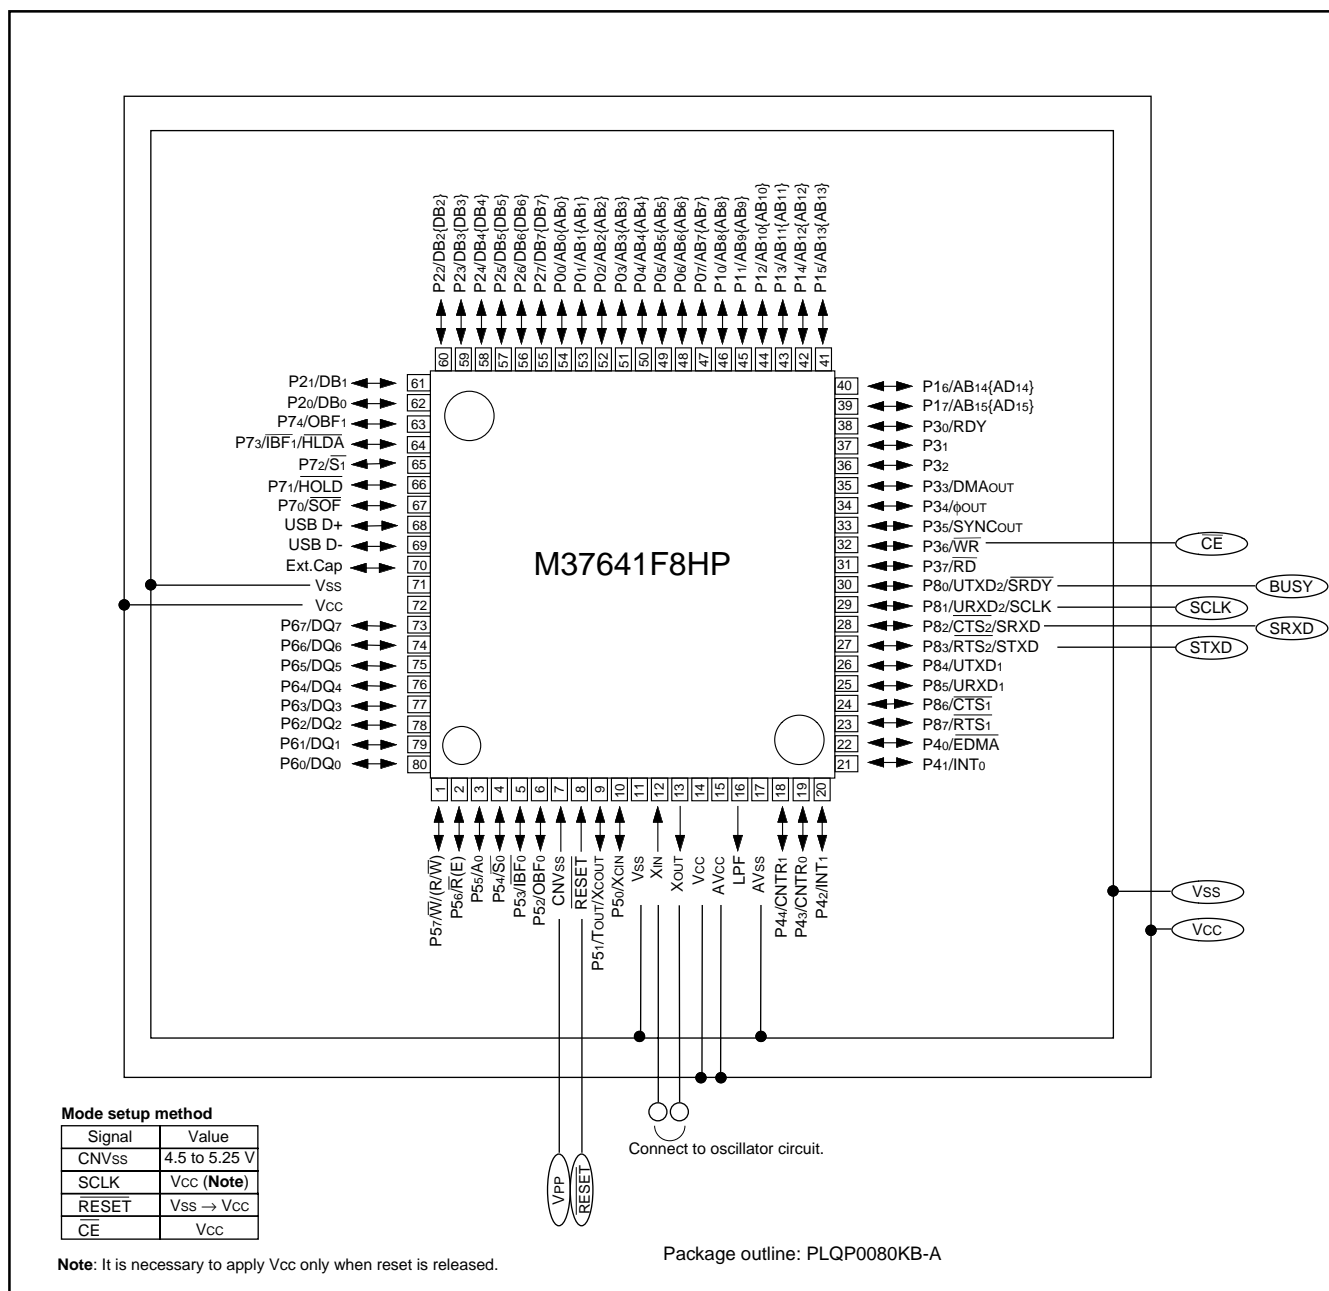 P22/DB2{DB2}
P23/DB3{DB3}
P24/DB4{DB4}
P25/DB5{DB5}
P26/DB6{DB6}
P27/DB7{DB7}
P00/AB0{AB0}
P01/AB1{AB1}
P02/AB2{AB2}
P03/AB3{AB3}
P04/AB4{AB4}
P05/AB5{AB5}
P06/AB6{AB6}
P07/AB7{AB7}
P10/AB8{AB8}
P11/AB9{AB9}
P12/AB10{AB10}
P13/AB11{AB11}
P14/AB12{AB12}
P15/AB13{AB13}
60 59 58 57 56 55 54 53 52 51 50 49 48 47 46 45 44 43 42 41
P21/DB1 61
P20/DB0 62
P74/OBF1 63
P73/IBF1/HLDA 64
P72/S1 65
P71/HOLD 66
P70/SOF 67
USB D+ 68
USB D- 69
Ext.Cap 70
Vss 71
Vcc 72
P67/DQ7 73
P66/DQ6 74
P65/DQ5 75
P64/DQ4 76
P63/DQ3 77
P62/DQ2 78
P61/DQ1 79
P60/DQ0 80
M37641F8HP
40 P16/AB14{AD14}
39 P17/AB15{AD15}
38 P30/RDY
37 P31
36 P32
35 P33/DMAOUT
34 P34/ϕOUT
33 P35/SYNCOUT
32 P36/WR CE
31 P37/RD
30 P80/UTXD2/SRDY BUSY
29 P81/URXD2/SCLK SCLK
28 P82/CTS2/SRXD SRXD
27 P83/RTS2/STXD STXD
26 P84/UTXD1
25 P85/URXD1
24 P86/CTS1
23 P87/RTS1
22 P40/EDMA
21 P41/INT0
1 2 3 4 5 6 7 8 9 10 11 12 13 14 15 16 17 18 19 20
P57/W/(R/W)
P56/R(E)
P55/A0
P54/S0
P53/IBF0
P52/OBF0
CNVss
RESET
P51/TOUT/XCOUT
P50/XCIN
Vss
XIN
XOUT
Vcc
AVcc
LPF
AVss
P44/CNTR1
P43/CNTR0
P42/INT1
Vss
Vcc
VPP
RESET
Connect to oscillator circuit.
Mode setup method
Signal Value
CNVss 4.5 to 5.25 V
SCLK Vcc (Note)
RESET Vss → Vcc
CE Vcc
Note: It is necessary to apply Vcc only when reset is released.
Package outline: PLQP0080KB-A